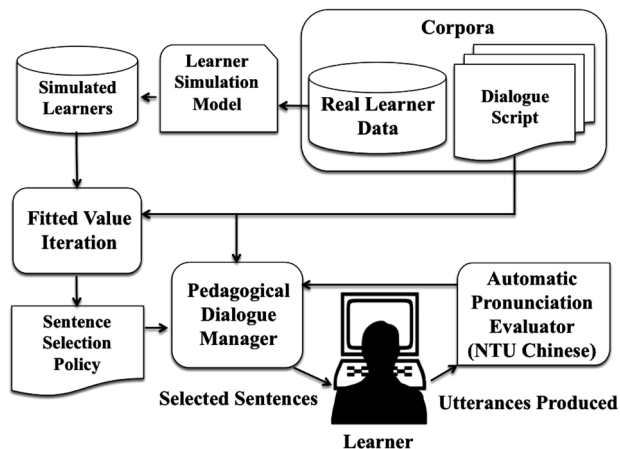 Corpora
Learner
Simulation
Model
Simulated
Learners
Real Learner
Data
Dialogue
Script
Fitted Value
Iteration
Pedagogical
Dialogue
Manager
Automatic
Pronunciation
Evaluator
(NTU Chinese)
Sentence
Selection
Policy
Selected Sentences
Utterances Produced
Learner